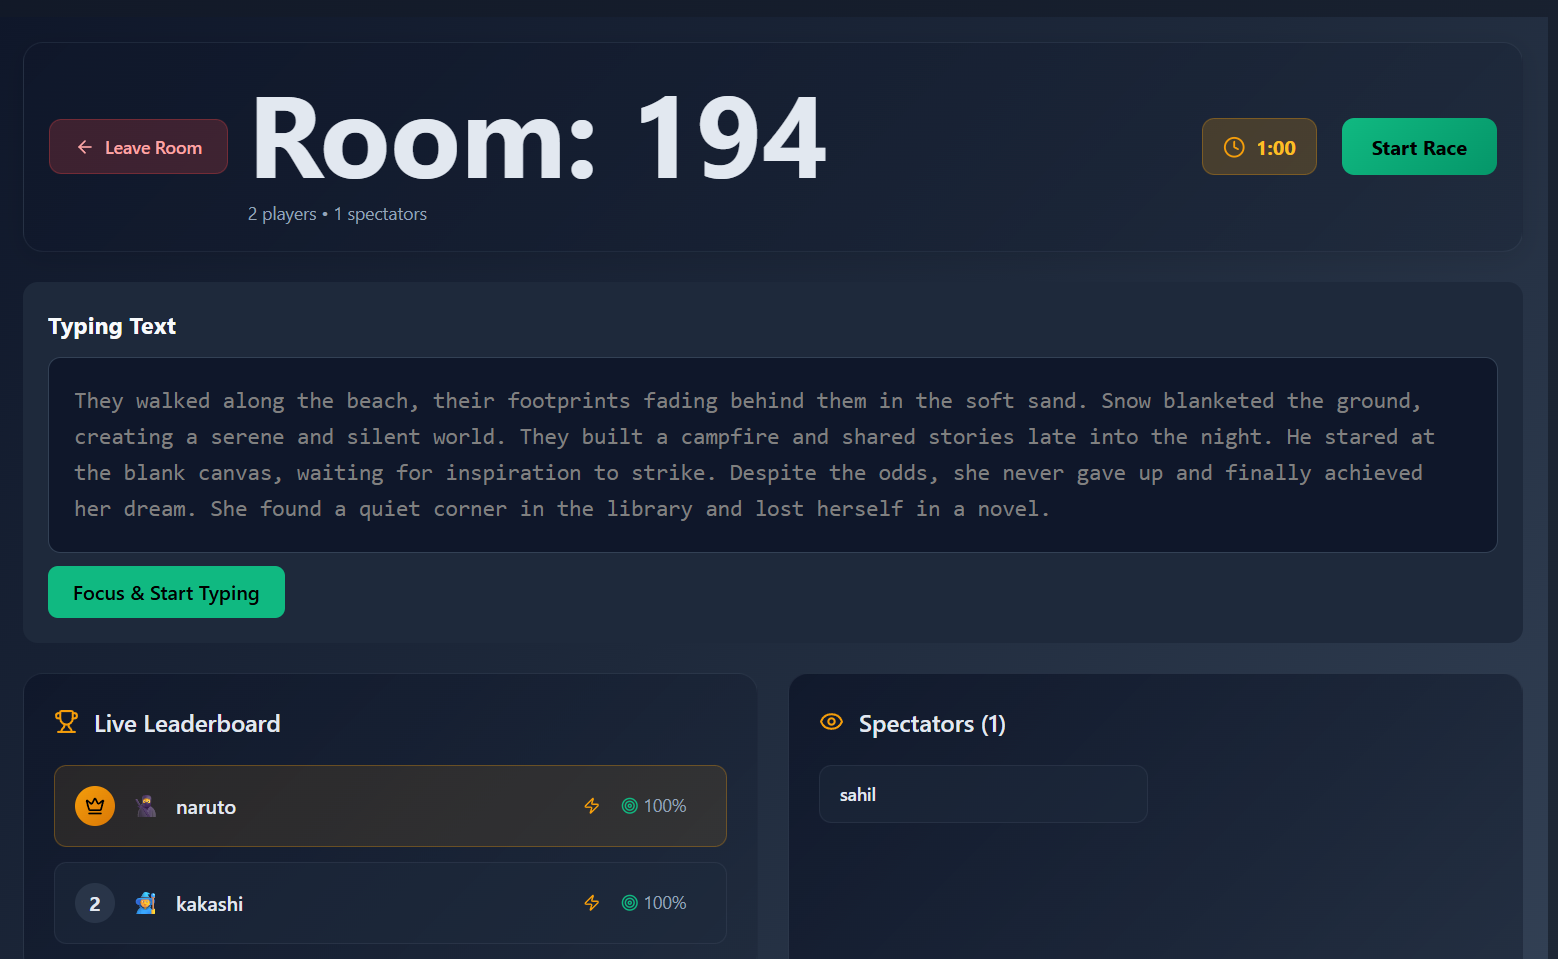 Leave Room
Room: 194
2 players • 1 spectators
1:00
Start Race
Typing Text
They walked along the beach, their footprints fading behind them in the soft sand. Snow blanketed the ground,
creating a serene and silent world. They built a campfire and shared stories late into the night. He stared at
the blank canvas, waiting for inspiration to strike. Despite the odds, she never gave up and finally achieved
her dream. She found a quiet corner in the library and lost herself in a novel.
Focus & Start Typing
Live Leaderboard
naruto
100%
2
kakashi
100%
Spectators (1)
sahil